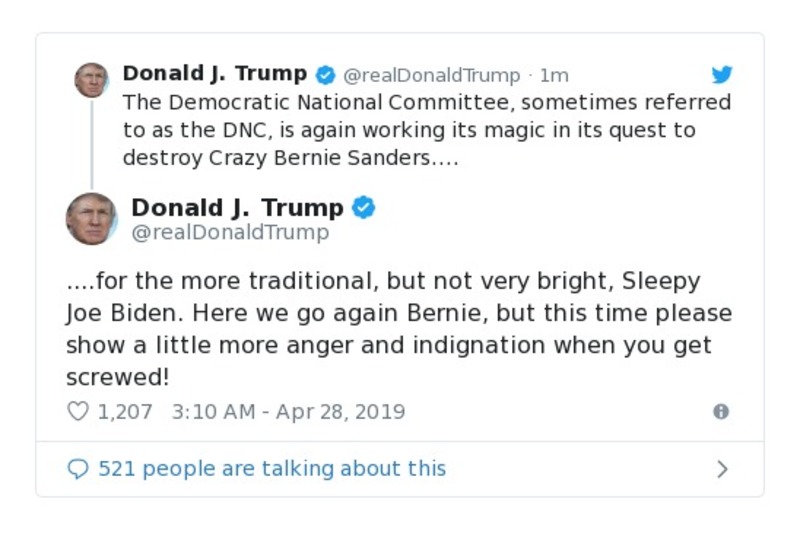 Donald J. Trump @realDonaldTrump · 1m
The Democratic National Committee, sometimes referred
to as the DNC, is again working its magic in its quest to
destroy Crazy Bernie Sanders....
Donald J. Trump
@realDonaldTrump
....for the more traditional, but not very bright, Sleepy
Joe Biden. Here we go again Bernie, but this time please
show a little more anger and indignation when you get
screwed!
1,207 3:10 AM - Apr 28, 2019
521 people are talking about this